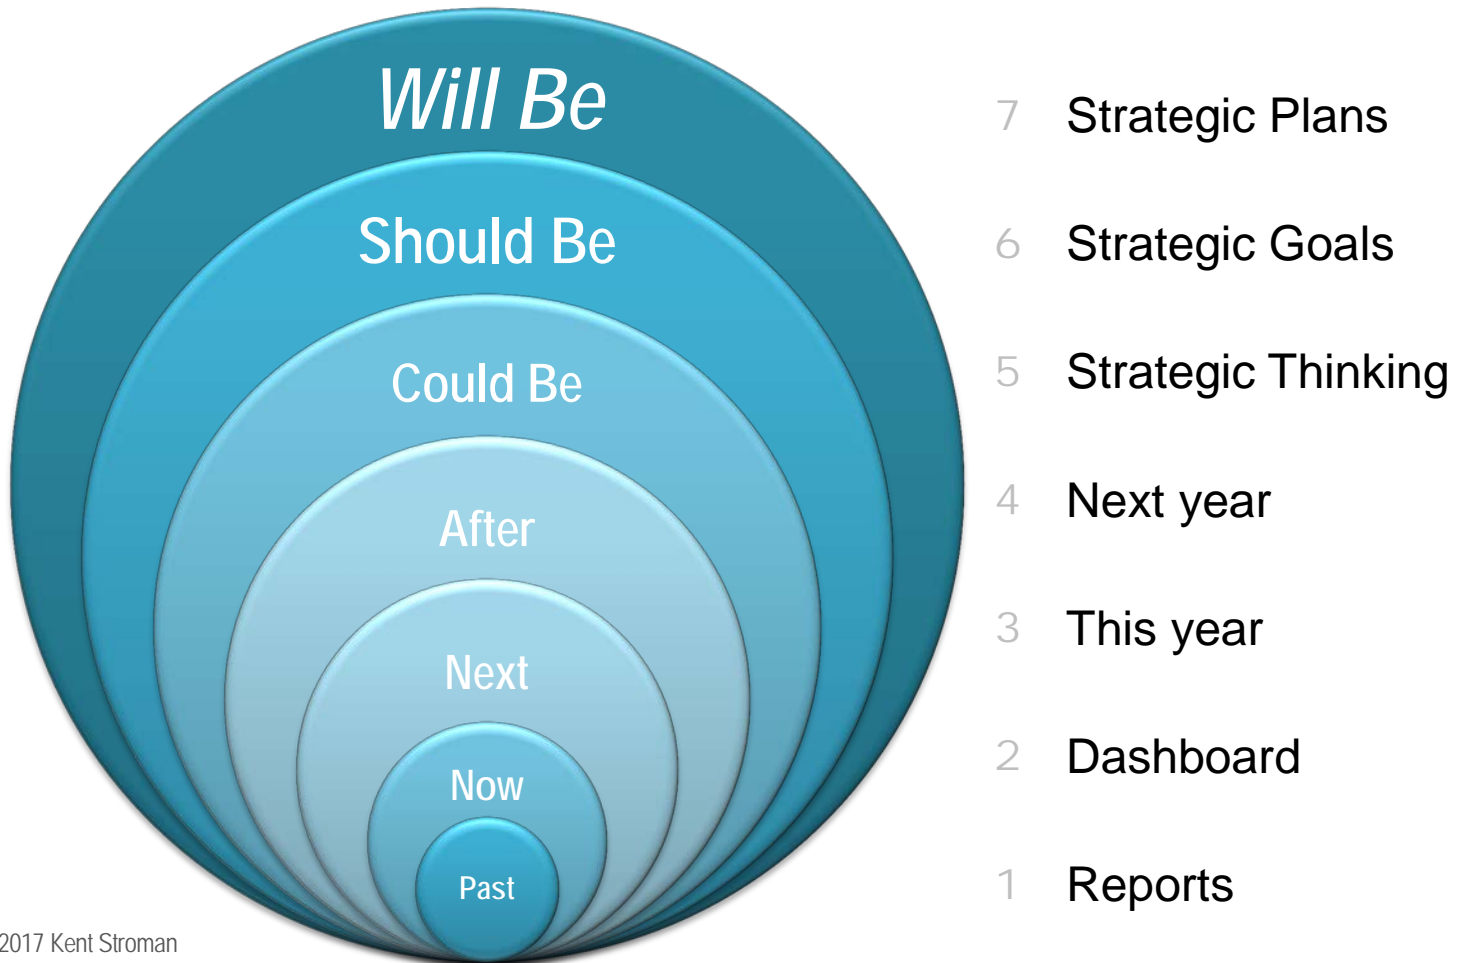 Will Be
Should Be
Could Be
After
Next
Now
Past
7 Strategic Plans
6 Strategic Goals
5 Strategic Thinking
4 Next year
3 This year
2 Dashboard
1 Reports
2017 Kent Stroman